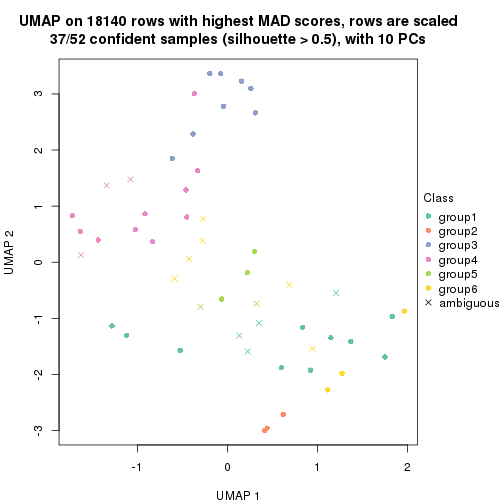 UMAP on 18140 rows with highest MAD scores, rows are scaled
37/52 confident samples (silhouette > 0.5), with 10 PCs
3
2
1
0
-1
-2
-3
UMAP 2
-1
0
1
2
UMAP 1
Class
group1
group2
group3
group4
group5
group6
ambiguous